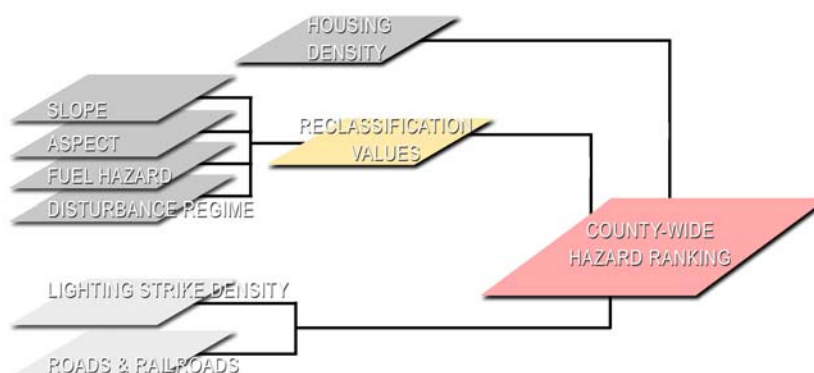 HOUSING
DENSITY
SLOPE
ASPECT
FUEL HAZARD
DISTURBANCE REGIME
RECLASSIFICATION
VALUES
COUNTY-WIDE
HAZARD RANKING
LIGHTING STRIKE DENSITY
ROADS & RAILROADS